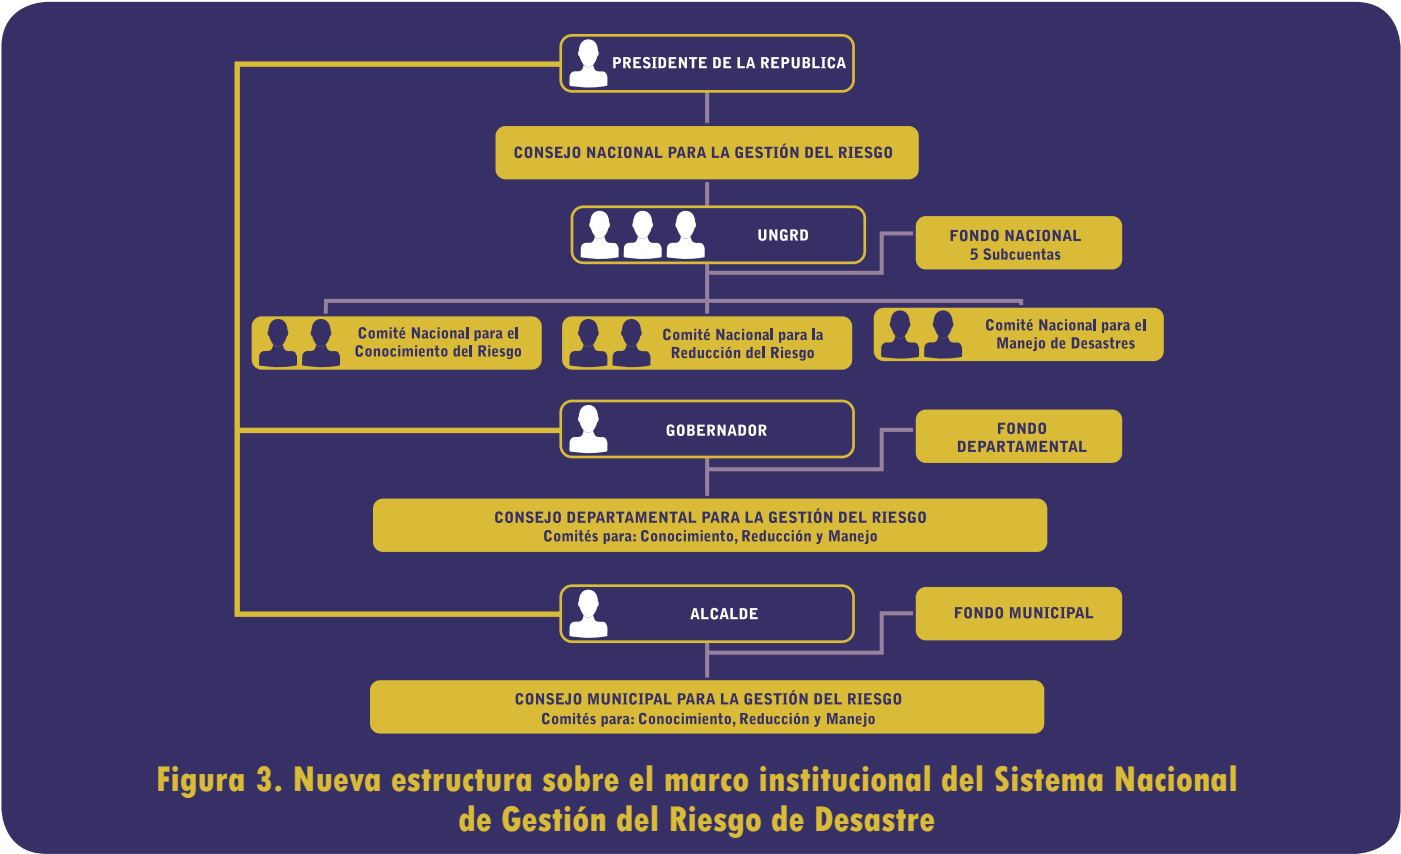 PRESIDENTE DE LA REPUBLICA
CONSEJO NACIONAL PARA LA GESTIÓN DEL RIESGO
UNGRD
FONDO NACIONAL
5 Subcuentas
Comité Nacional para el
Conocimiento del Riesgo
Comité Nacional para la
Reducción del Riesgo
Comité Nacional para el
Manejo de Desastres
GOBERNADOR
FONDO
DEPARTAMENTAL
CONSEJO DEPARTAMENTAL PARA LA GESTIÓN DEL RIESGO
Comités para: Conocimiento, Reducción y Manejo
ALCALDE
FONDO MUNICIPAL
CONSEJO MUNICIPAL PARA LA GESTIÓN DEL RIESGO
Comités para: Conocimiento, Reducción y Manejo
Figura 3. Nueva estructura sobre el marco institucional del Sistema Nacional
de Gestión del Riesgo de Desastre